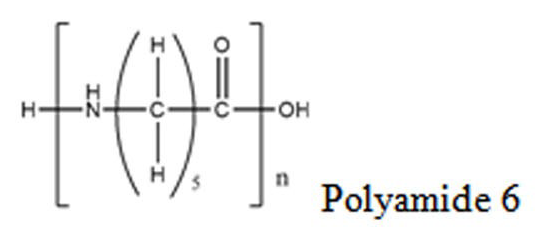 H O
H H N C C OH
H 5 n
Polyamide 6